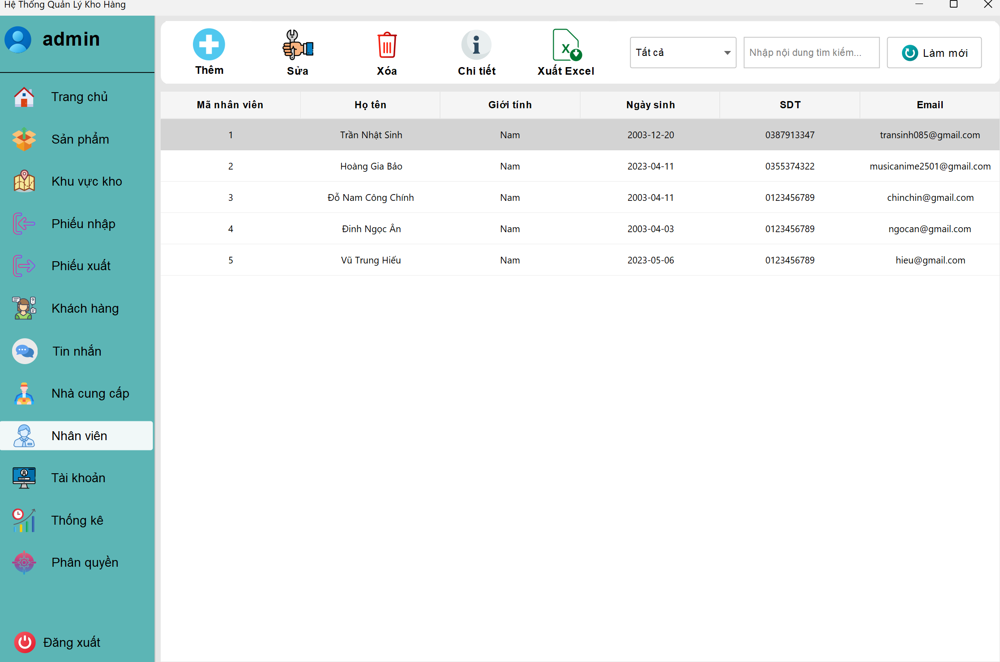 Hệ Thống Quản Lý Kho Hàng
admin
Trang chủ
Sản phẩm
Khu vực kho
Phiếu nhập
Phiếu xuất
Khách hàng
Tin nhắn
Nhà cung cấp
Nhân viên
Tài khoản
Thống kê
Phân quyền
Đăng xuất
Thêm
Sửa
Xóa
Chi tiết
Xuất Excel
Tất cả
Nhập nội dung tìm kiếm...
Làm mới
Mã nhân viên Họ tên Giới tính Ngày sinh SDT Email
1 Trần Nhật Sinh Nam 2003-12-20 0387913347 transinh085@gmail.com
2 Hoàng Gia Bảo Nam 2023-04-11 0355374322 musicanime2501@gmail.com
3 Đỗ Nam Công Chính Nam 2003-04-11 0123456789 chinchin@gmail.com
4 Đinh Ngọc Ân Nam 2003-04-03 0123456789 ngocan@gmail.com
5 Vũ Trung Hiếu Nam 2023-05-06 0123456789 hieu@gmail.com